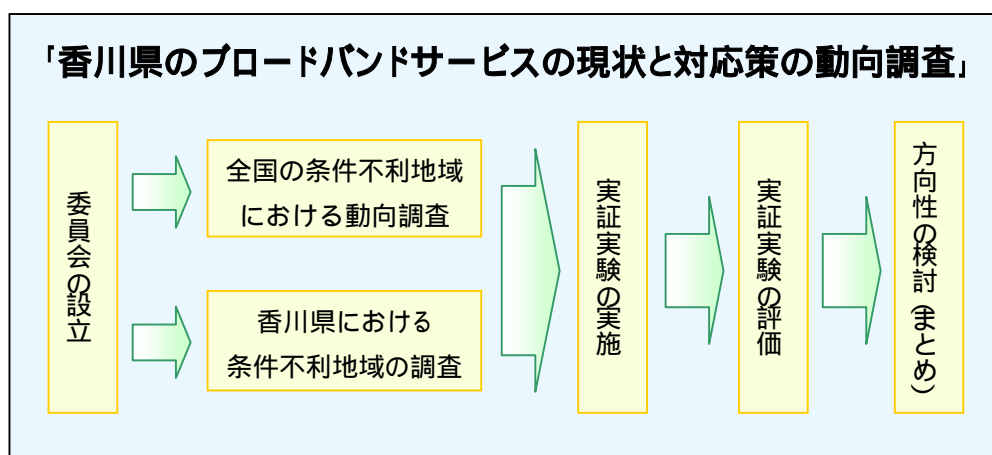 「香川県のブロードバンドサービスの現状と対応策の動向調査」
委員会の設立
全国の条件不利地域
における動向調査
香川県における
条件不利地域の調査
実証実験の実施
実証実験の評価
方向性の検討（まとめ）